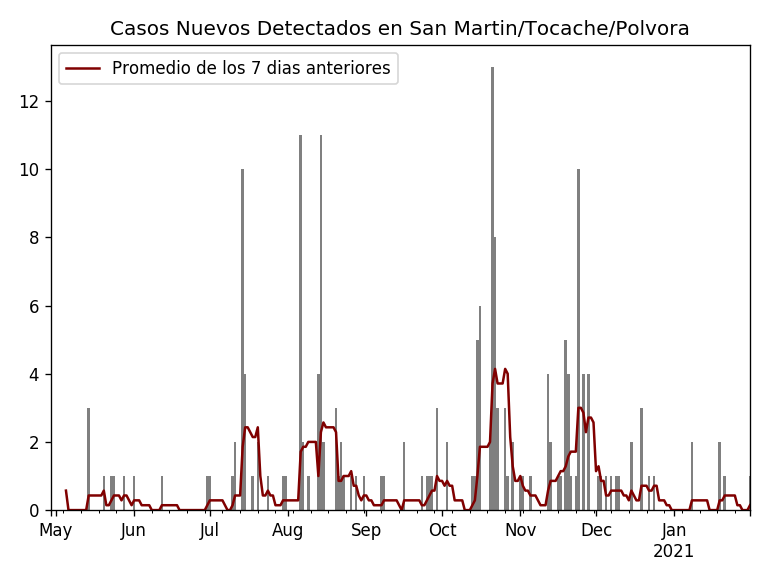 Casos Nuevos Detectados en San Martin/Tocache/Polvora
Promedio de los 7 dias anteriores
12
10
8
6
4
2
0
May Jun Jul Aug Sep Oct Nov Dec Jan
2021